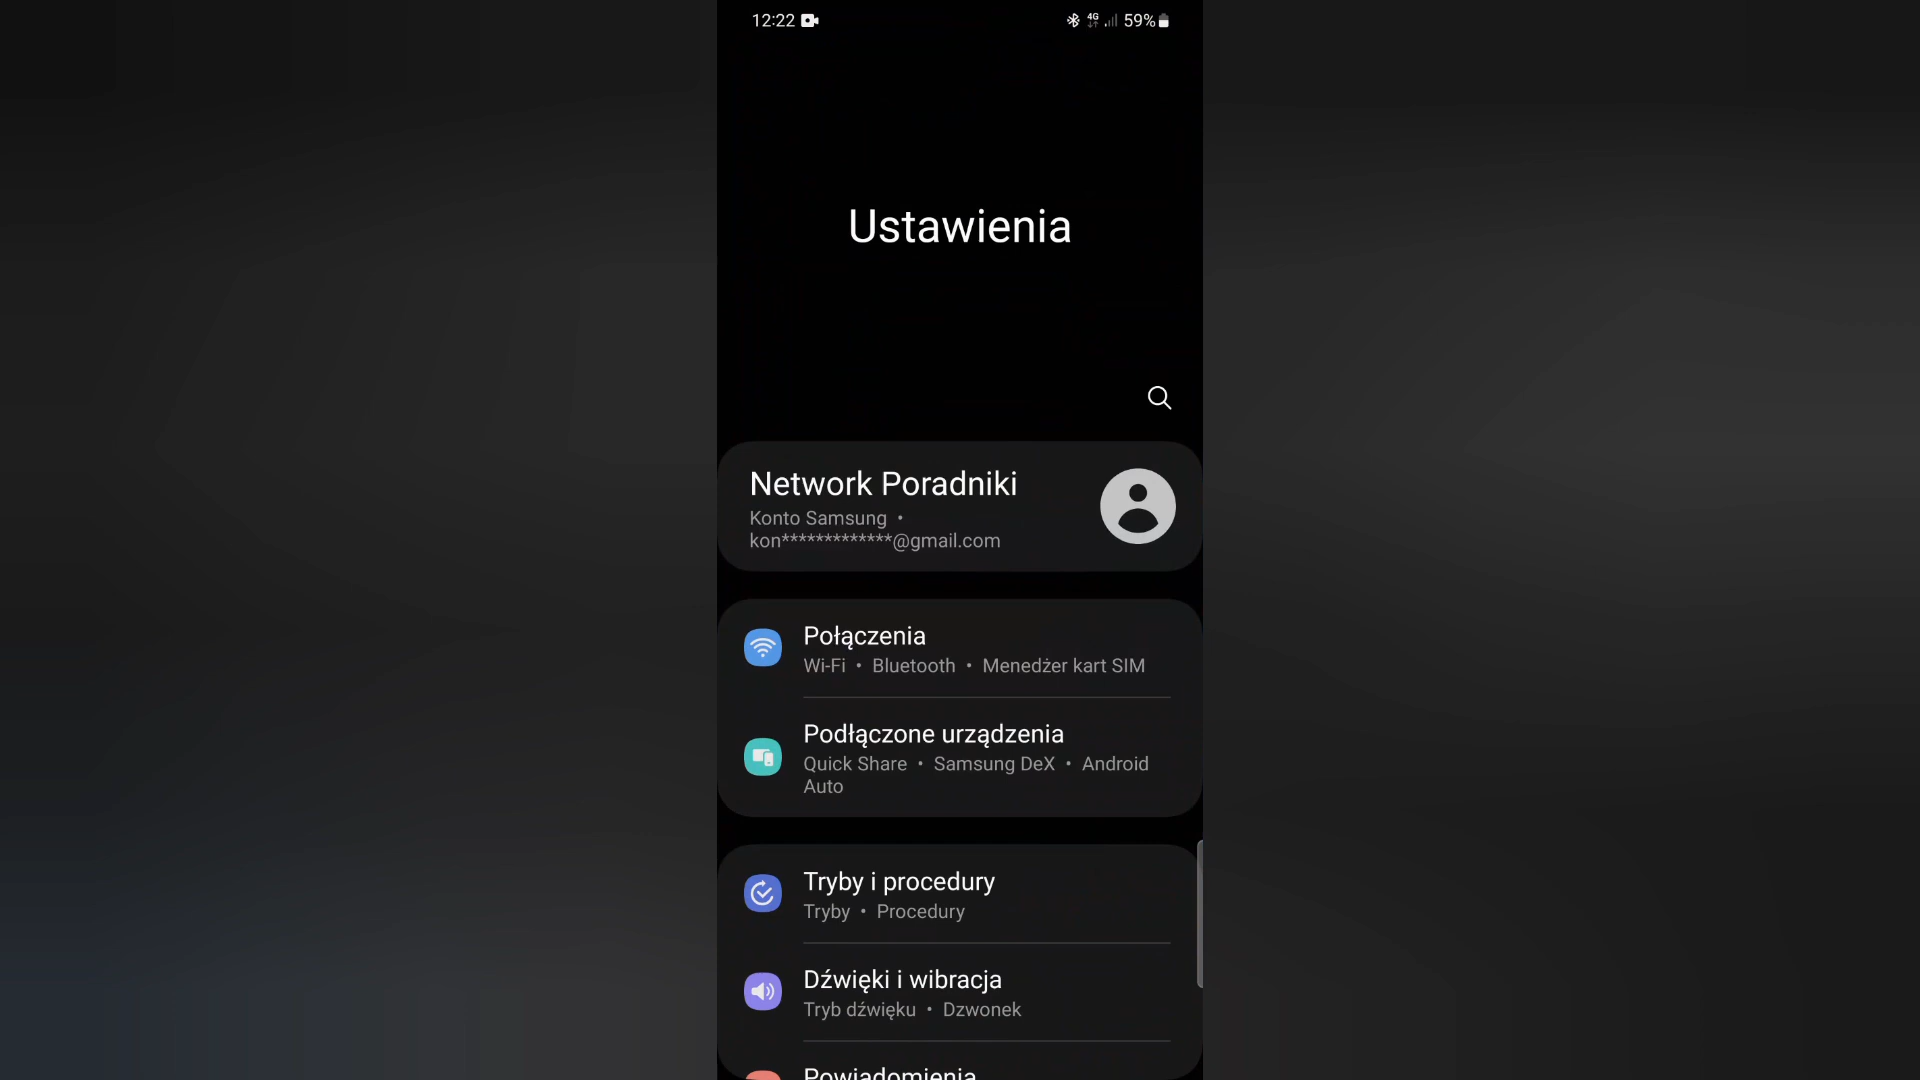 12:22
4G 59%
Ustawienia
Network Poradniki
Konto Samsung •
kon*************@gmail.com
Połączenia
Wi-Fi • Bluetooth • Menedżer kart SIM
Podłączone urządzenia
Quick Share • Samsung DeX • Android
Auto
Tryby i procedury
Tryby • Procedury
Dźwięki i wibracja
Tryb dźwięku • Dzwonek
Powiadomienia